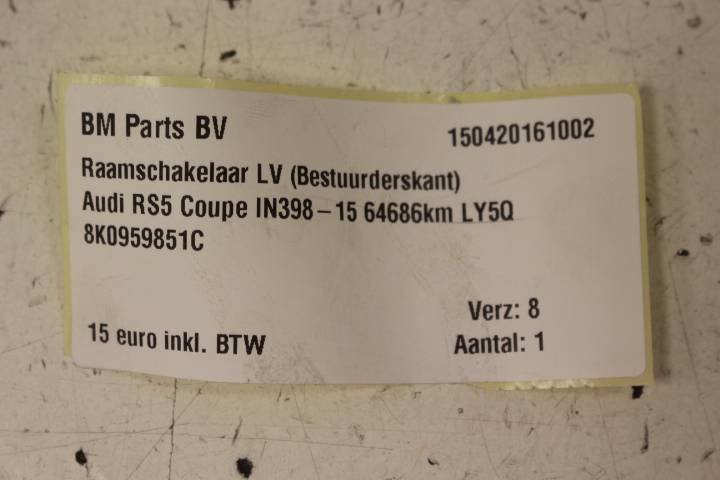 BM Parts BV
150420161002
Raamschakelaar LV (Bestuurderskant)
Audi RS5 Coupe IN398-15 64686km LY5Q
8K0959851C
Verz: 8
15 euro inkl. BTW
Aantal: 1